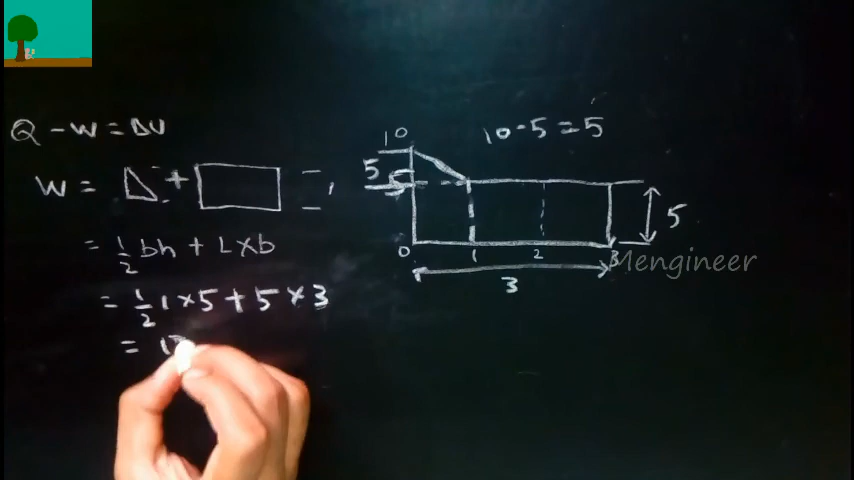 Q - W = ΔU
W = △ + ▭
= 1/2 bh + L × b
= 1/2 1 × 5 + 5 × 3
=
10 - 5 = 5
10
5
5
0
1
2
3
5
3
Mengineer